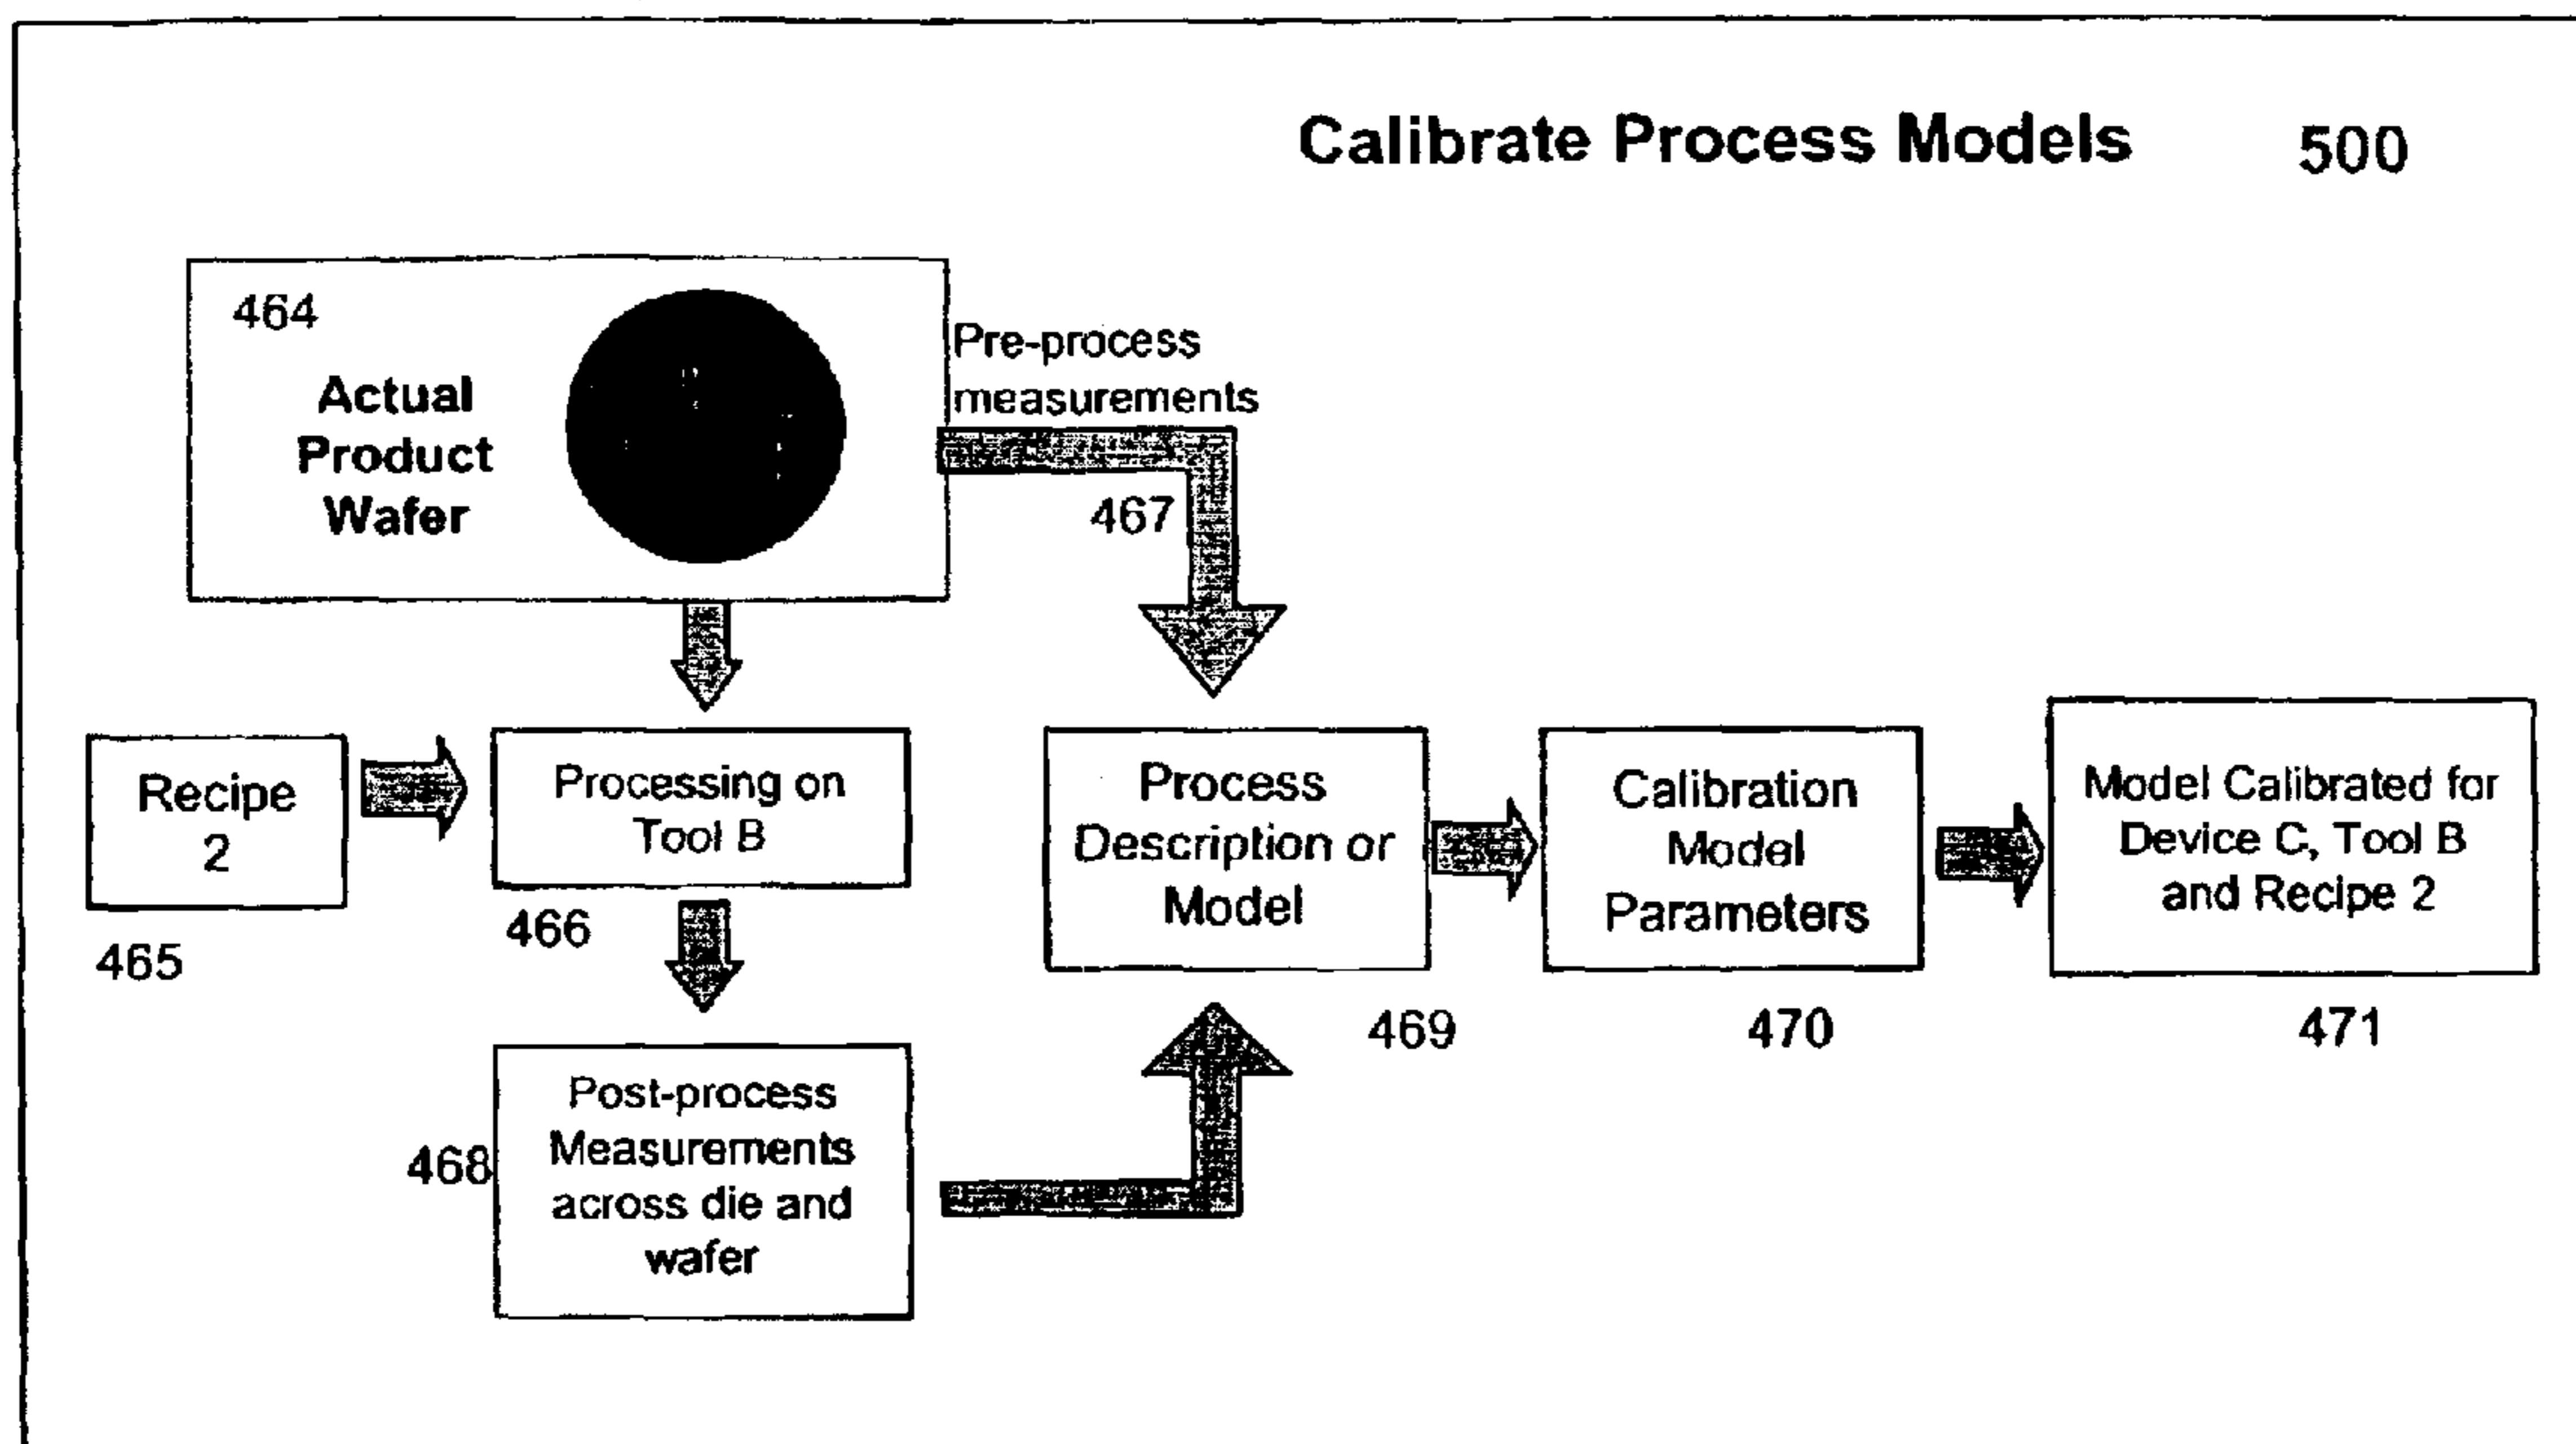 Calibrate Process Models 500
464
Actual
Product
Wafer
Pre-process
measurements
467
Recipe
2
465
Processing on
Tool B
466
Process
Description or
Model
469
Calibration
Model
Parameters
470
Model Calibrated for
Device C, Tool B
and Recipe 2
471
468
Post-process
Measurements
across die and
wafer